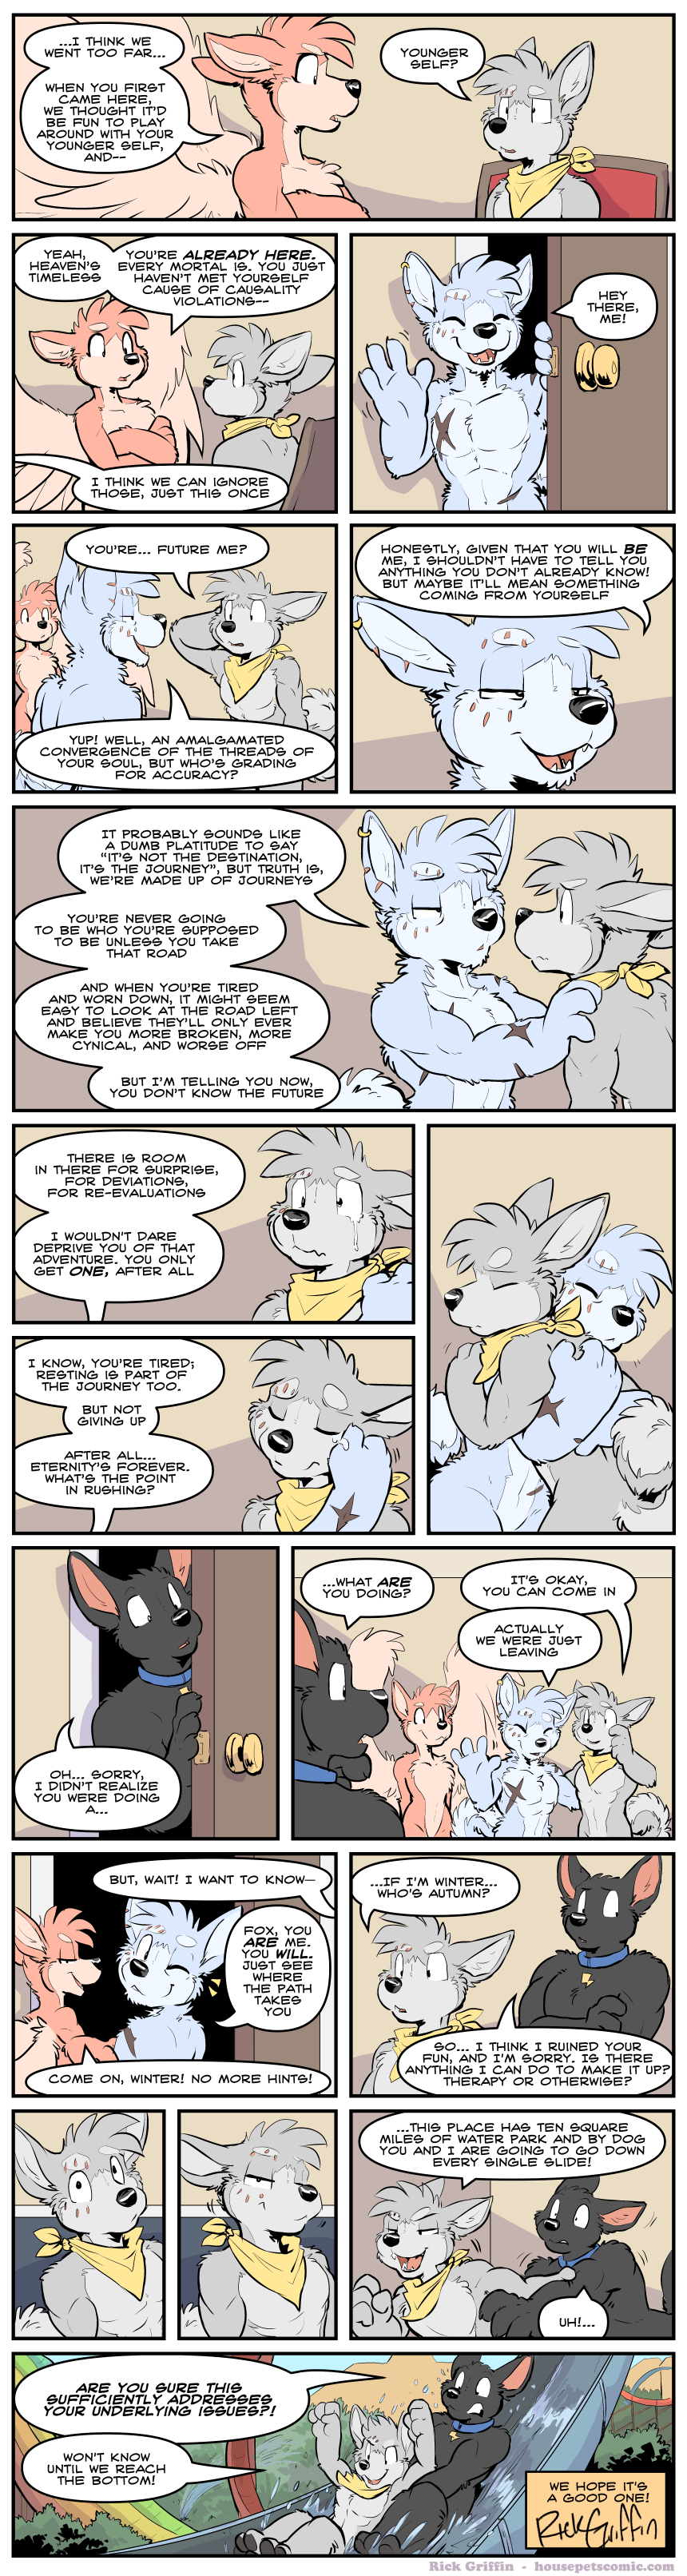 ...I THINK WE
WENT TOO FAR...
WHEN YOU FIRST
CAME HERE,
WE THOUGHT IT'D
BE FUN TO PLAY
AROUND WITH YOUR
YOUNGER SELF,
AND--
YOUNGER
SELF?
YEAH,
HEAVEN'S
TIMELESS
YOU'RE ALREADY HERE.
EVERY MORTAL IS. YOU JUST
HAVEN'T MET YOURSELF
CAUSE OF CAUSALITY
VIOLATIONS--
I THINK WE CAN IGNORE
THOSE, JUST THIS ONCE
HEY
THERE,
ME!
YOU'RE... FUTURE ME?
YUP! WELL, AN AMALGAMATED
CONVERGENCE OF THE THREADS OF
YOUR SOUL, BUT WHO'S GRADING
FOR ACCURACY?
HONESTLY, GIVEN THAT YOU WILL BE
ME, I SHOULDN'T HAVE TO TELL YOU
ANYTHING YOU DON'T ALREADY KNOW!
BUT MAYBE IT'LL MEAN SOMETHING
COMING FROM YOURSELF
IT PROBABLY SOUNDS LIKE
A DUMB PLATITUDE TO SAY
"IT'S NOT THE DESTINATION,
IT'S THE JOURNEY", BUT TRUTH IS,
WE'RE MADE UP OF JOURNEYS
YOU'RE NEVER GOING
TO BE WHO YOU'RE SUPPOSED
TO BE UNLESS YOU TAKE
THAT ROAD
AND WHEN YOU'RE TIRED
AND WORN DOWN, IT MIGHT SEEM
EASY TO LOOK AT THE ROAD LEFT
AND BELIEVE THEY'LL ONLY EVER
MAKE YOU MORE BROKEN, MORE
CYNICAL, AND WORSE OFF
BUT I'M TELLING YOU NOW,
YOU DON'T KNOW THE FUTURE
THERE IS ROOM
IN THERE FOR SURPRISE,
FOR DEVIATIONS,
FOR RE-EVALUATIONS
I WOULDN'T DARE
DEPRIVE YOU OF THAT
ADVENTURE. YOU ONLY
GET ONE, AFTER ALL
I KNOW, YOU'RE TIRED;
RESTING IS PART OF
THE JOURNEY TOO.
BUT NOT
GIVING UP
AFTER ALL...
ETERNITY'S FOREVER.
WHAT'S THE POINT
IN RUSHING?
OH... SORRY,
I DIDN'T REALIZE
YOU WERE DOING
A...
...WHAT ARE
YOU DOING?
IT'S OKAY,
YOU CAN COME IN
ACTUALLY
WE WERE JUST
LEAVING
BUT, WAIT! I WANT TO KNOW—
FOX, YOU
ARE ME.
YOU WILL.
JUST SEE
WHERE
THE PATH
TAKES
YOU
COME ON, WINTER! NO MORE HINTS!
...IF I'M WINTER...
WHO'S AUTUMN?
SO... I THINK I RUINED YOUR
FUN, AND I'M SORRY. IS THERE
ANYTHING I CAN DO TO MAKE IT UP?
THERAPY OR OTHERWISE?
...THIS PLACE HAS TEN SQUARE
MILES OF WATER PARK AND BY DOG
YOU AND I ARE GOING TO GO DOWN
EVERY SINGLE SLIDE!
UH!...
ARE YOU SURE THIS
SUFFICIENTLY ADDRESSES
YOUR UNDERLYING ISSUES?!
WON'T KNOW
UNTIL WE REACH
THE BOTTOM!
WE HOPE IT'S
A GOOD ONE!
Rick Griffin
Rick Griffin - housepetscomic.com